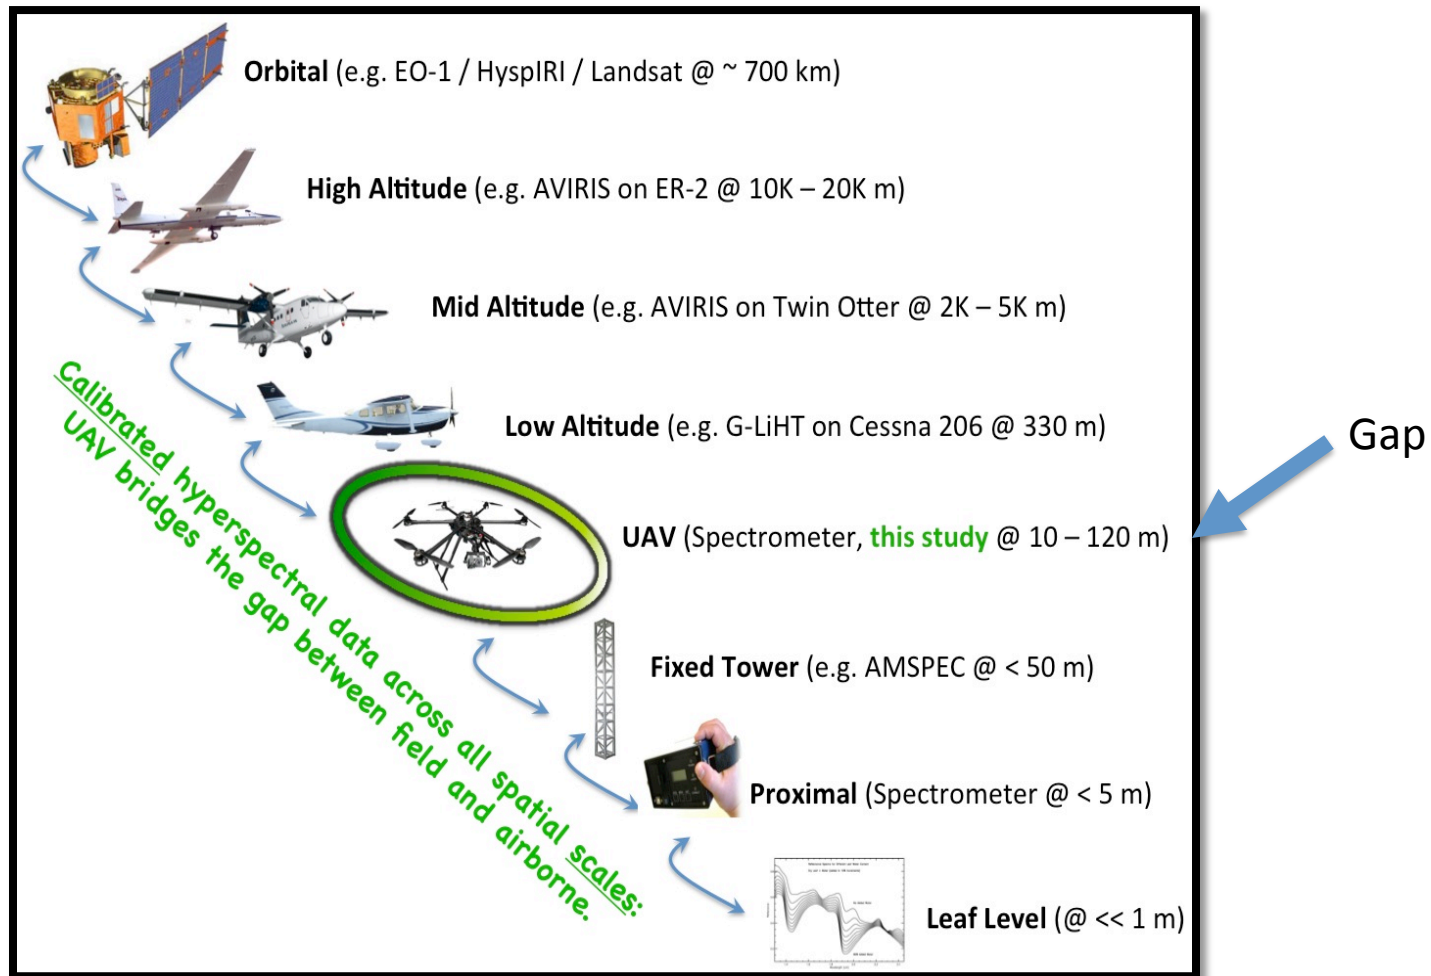 Orbital (e.g. EO-1 / HyspIRI / Landsat @ ~ 700 km)
High Altitude (e.g. AVIRIS on ER-2 @ 10K – 20K m)
Mid Altitude (e.g. AVIRIS on Twin Otter @ 2K – 5K m)
Low Altitude (e.g. G-LiHT on Cessna 206 @ 330 m)
Gap
UAV (Spectrometer, this study @ 10 – 120 m)
Calibrated hyperspectral data across all spatial scales:
UAV bridges the gap between field and airborne.
Fixed Tower (e.g. AMSPEC @ < 50 m)
Proximal (Spectrometer @ < 5 m)
Leaf Level (@ << 1 m)